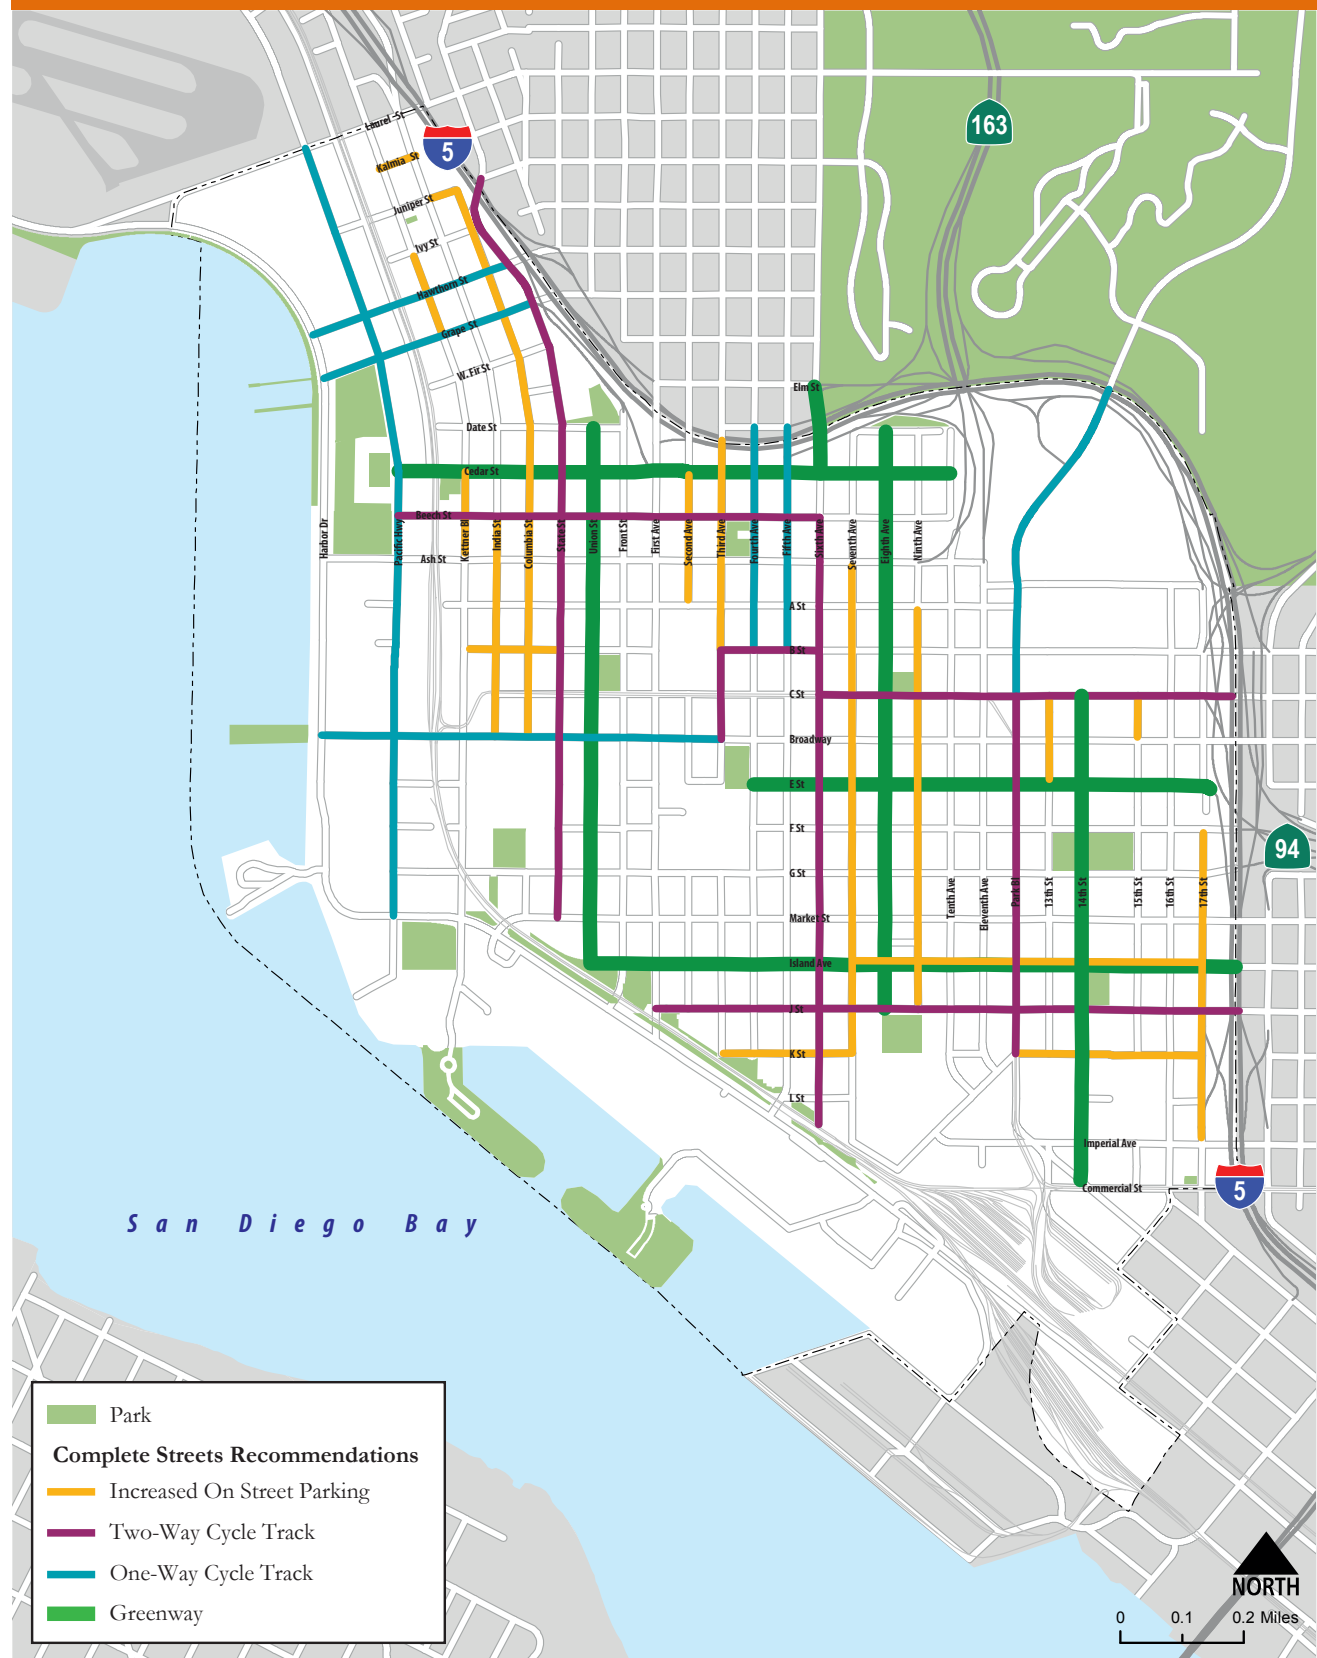 163
Laurel St
5
Kalmia St
Juniper St
Ivy St
Hawthorn St
Grape St
W. Fir St
Elm St
Date St
Cedar St
Beech St
Harbor Dr
Pacific Hwy
Kettner Bl
India St
Columbia St
State St
Union St
Front St
First Ave
Second Ave
Third Ave
Fourth Ave
Fifth Ave
Sixth Ave
Seventh Ave
Eighth Ave
Ninth Ave
Ash St
A St
B St
C St
Broadway
E St
F St
94
G St
Tenth Ave
Eleventh Ave
Park Bl
13th St
14th St
15th St
16th St
17th St
Market St
Island Ave
J St
K St
L St
Imperial Ave
Commercial St
5
San Diego Bay
Park
Complete Streets Recommendations
Increased On Street Parking
Two-Way Cycle Track
One-Way Cycle Track
Greenway
NORTH
0 0.1 0.2 Miles